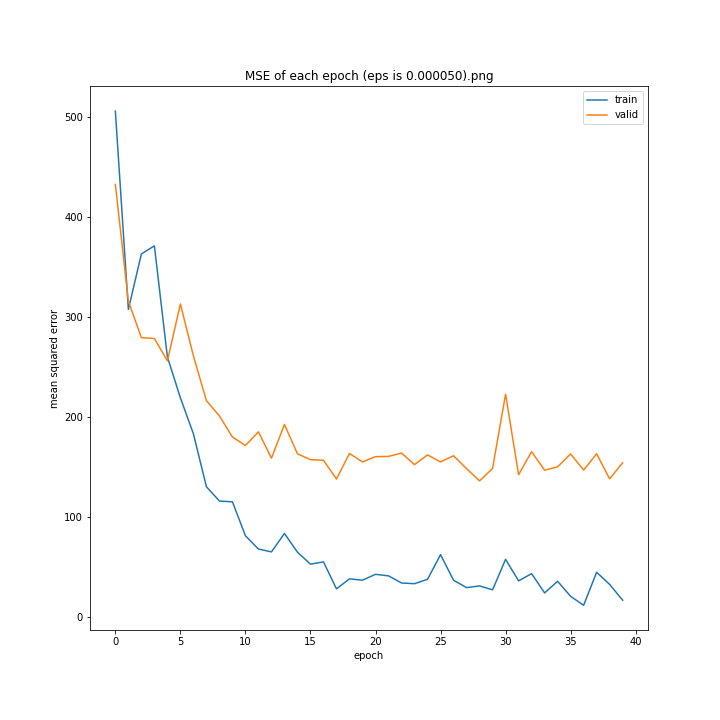 MSE of each epoch (eps is 0.000050).png
train
valid
500
400
300
200
100
0
mean squared error
0 5 10 15 20 25 30 35 40
epoch